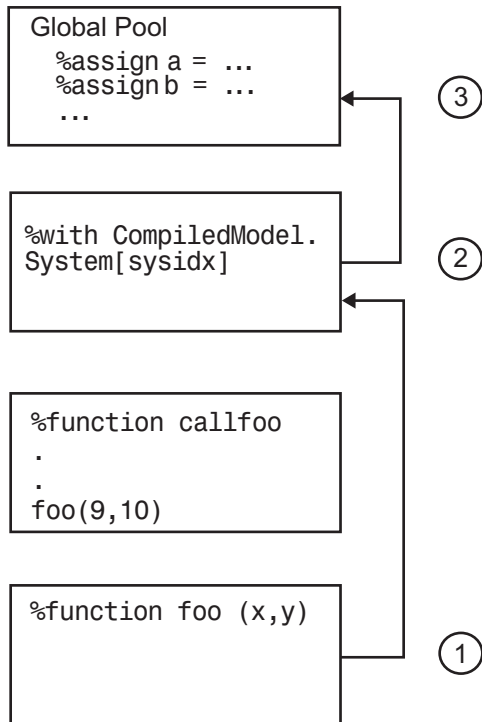 Global Pool
%assign a = ...
%assign b = ...
...
3
%with CompiledModel.
System[sysidx]
2
%function callfoo
.
.
foo(9,10)
%function foo (x,y)
1